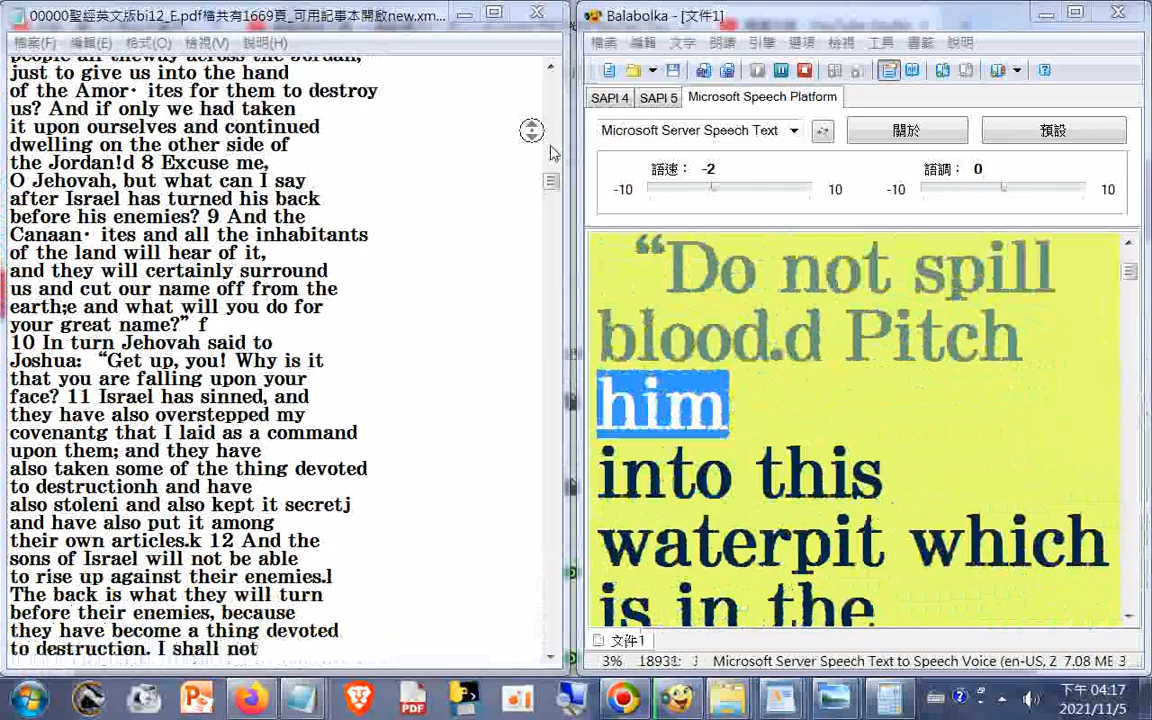 00000聖經英文版bi12_E.pdf檔共有1669頁_可用記事本開啟new.xm...
檔案(F) 編輯(E) 格式(O) 檢視(V) 說明(H)
people all theway across the Jordan,
just to give us into the hand
of the Amor· ites for them to destroy
us? And if only we had taken
it upon ourselves and continued
dwelling on the other side of
the Jordan!d 8 Excuse me,
O Jehovah, but what can I say
after Israel has turned his back
before his enemies? 9 And the
Canaan· ites and all the inhabitants
of the land will hear of it,
and they will certainly surround
us and cut our name off from the
earth;e and what will you do for
your great name?” f
10 In turn Jehovah said to
Joshua: “Get up, you! Why is it
that you are falling upon your
face? 11 Israel has sinned, and
they have also overstepped my
covenantg that I laid as a command
upon them; and they have
also taken some of the thing devoted
to destructionh and have
also stoleni and also kept it secretj
and have also put it among
their own articles.k 12 And the
sons of Israel will not be able
to rise up against their enemies.l
The back is what they will turn
before their enemies, because
they have become a thing devoted
to destruction. I shall not
Balabolka - [文件1]
檔案 編輯 文字 朗讀 引擎 選項 檢視 工具 書籤 說明
SAPI 4 SAPI 5 Microsoft Speech Platform
Microsoft Server Speech Text 關於 預設
語速： -2 語調： 0
-10 10 -10 10
“Do not spill
blood.d Pitch
him
into this
waterpit which
is in the
文件1
3% 18931: Microsoft Server Speech Text to Speech Voice (en-US, Z 7.08 MB 3
PDF
下午 04:17
2021/11/5